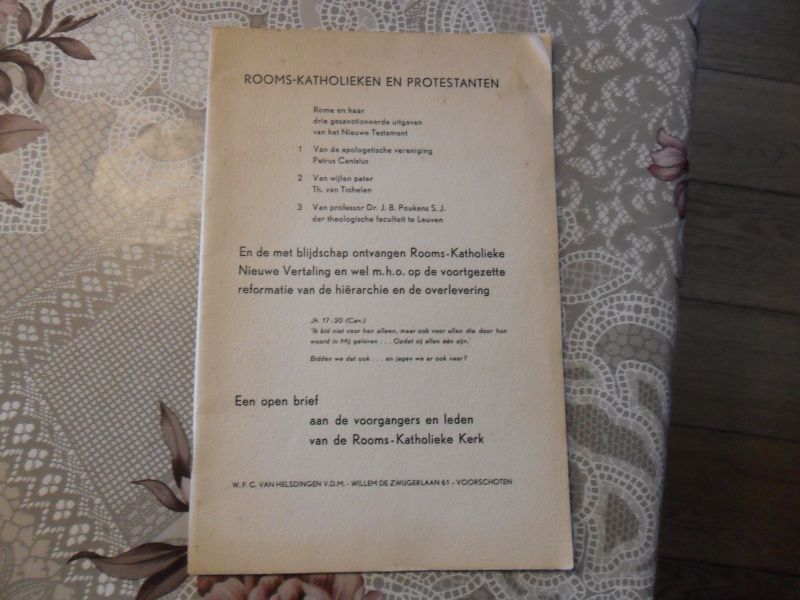 ROOMS-KATHOLIEKEN EN PROTESTANTEN
Rome en haar
drie gesanctioneerde uitgaven
van het Nieuwe Testament
1 Van de apologetische vereniging
Petrus Canisius
2 Van wijlen pater
Th. van Tichelen
3 Van professor Dr. J. B. Poukens S. J.
der theologische faculteit te Leuven
En de met blijdschap ontvangen Rooms-Katholieke
Nieuwe Vertaling en wel m.h.o. op de voortgezette
reformatie van de hiërarchie en de overlevering
Jh. 17:20 (Can.)
'Ik bid niet voor hen alleen, maar ook voor allen die door hun
woord in Mij geloven . . . Opdat zij allen één zijn.'
Bidden we dat ook . . . en jagen we er ook naar?
Een open brief
aan de voorgangers en leden
van de Rooms-Katholieke Kerk
W. F. C. VAN HELSDINGEN V.D.M. - WILLEM DE ZWIJGERLAAN 61 - VOORSCHOTEN